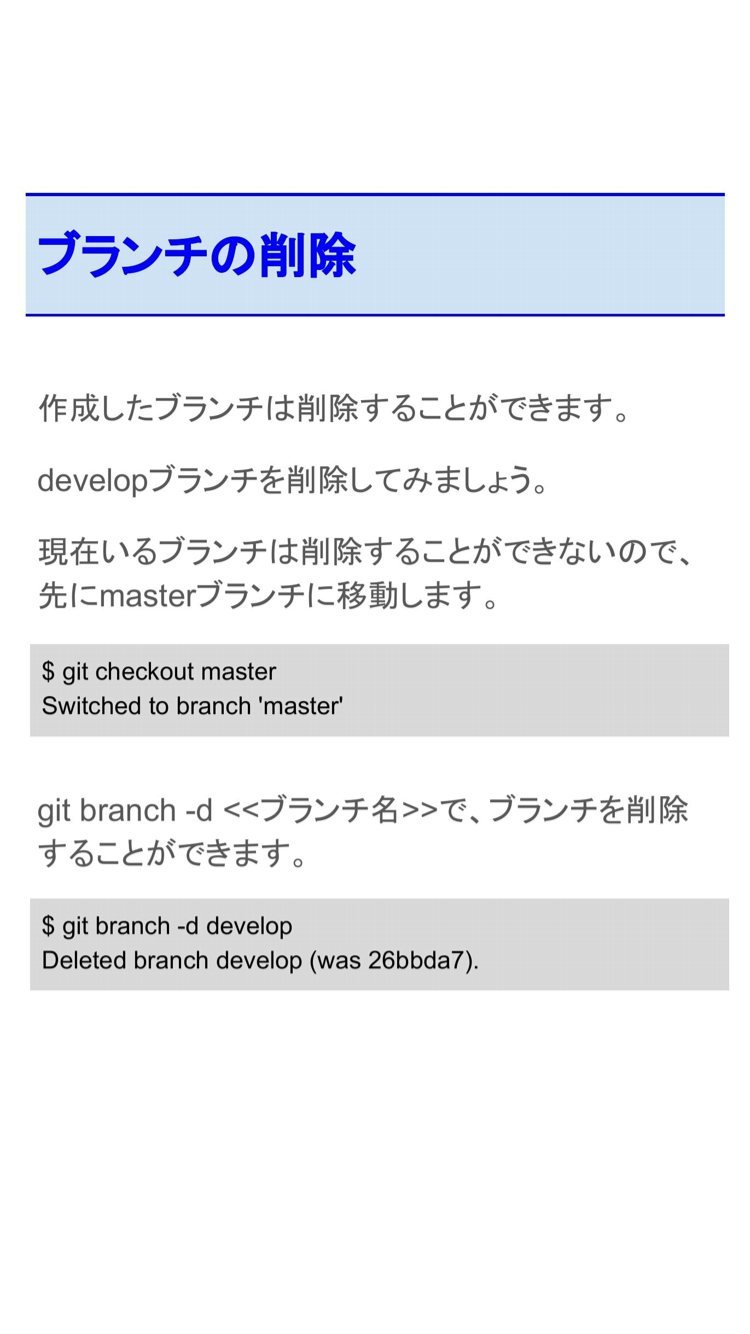 ブランチの削除
作成したブランチは削除することができます。
developブランチを削除してみましょう。
現在いるブランチは削除することができないので、
先にmasterブランチに移動します。
$ git checkout master
Switched to branch 'master'
git branch -d <<ブランチ名>>で、ブランチを削除
することができます。
$ git branch -d develop
Deleted branch develop (was 26bbda7).